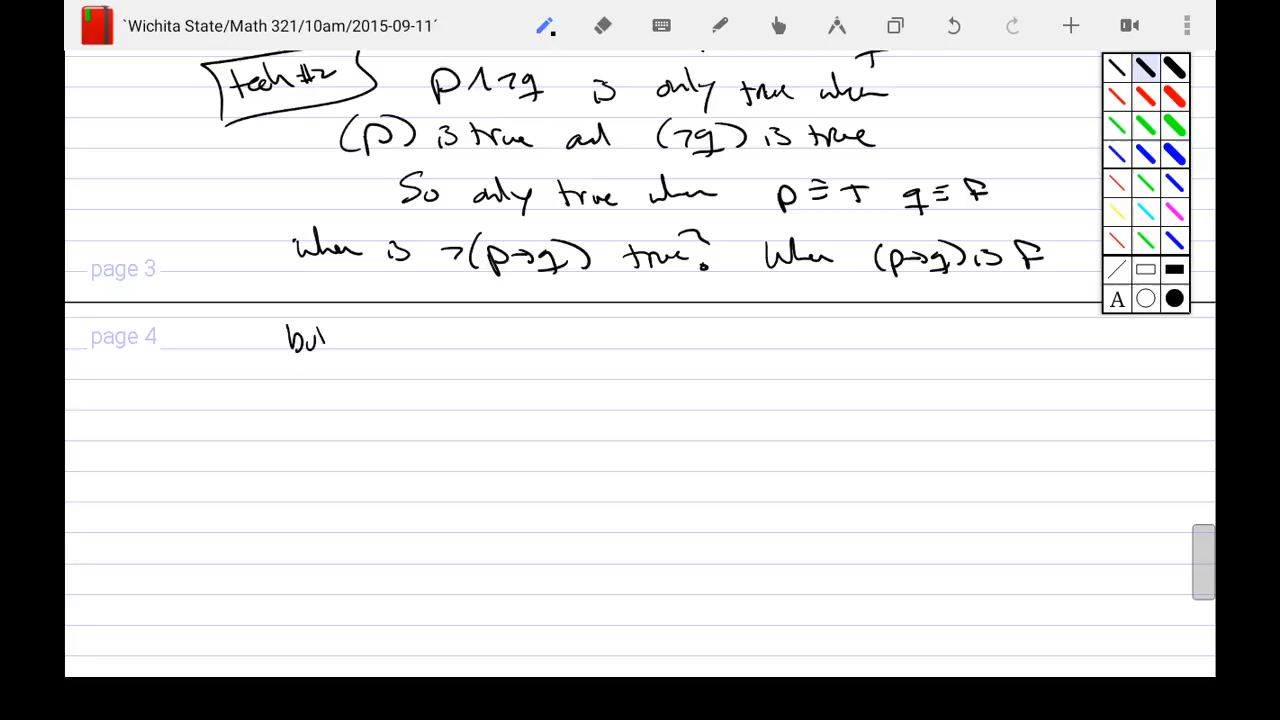 `Wichita State/Math 321/10am/2015-09-11´
T
tech #2 p∧¬q is only true when
(p) is true and (¬q) is true
So only true when p≡T q≡F
when is ¬(p→q) true? When (p→q) is F
page 3
page 4
but
A